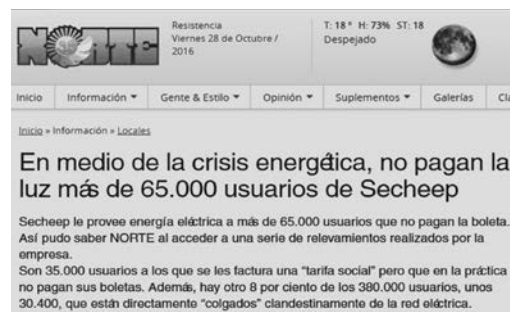 NORTE
Resistencia
Viernes 28 de Octubre /
2016
T: 18 º H: 73% ST: 18
Despejado
Inicio Información Gente & Estilo Opinión Suplementos Galerías Cla
Inicio » Información » Locales
En medio de la crisis energética, no pagan la
luz más de 65.000 usuarios de Secheep
Secheep le provee energía eléctrica a más de 65.000 usuarios que no pagan la boleta.
Así pudo saber NORTE al acceder a una serie de relevamientos realizados por la
empresa.
Son 35.000 usuarios a los que se les factura una “tarifa social” pero que en la práctica
no pagan sus boletas. Además, hay otro 8 por ciento de los 380.000 usuarios, unos
30.400, que están directamente “colgados” clandestinamente de la red eléctrica.